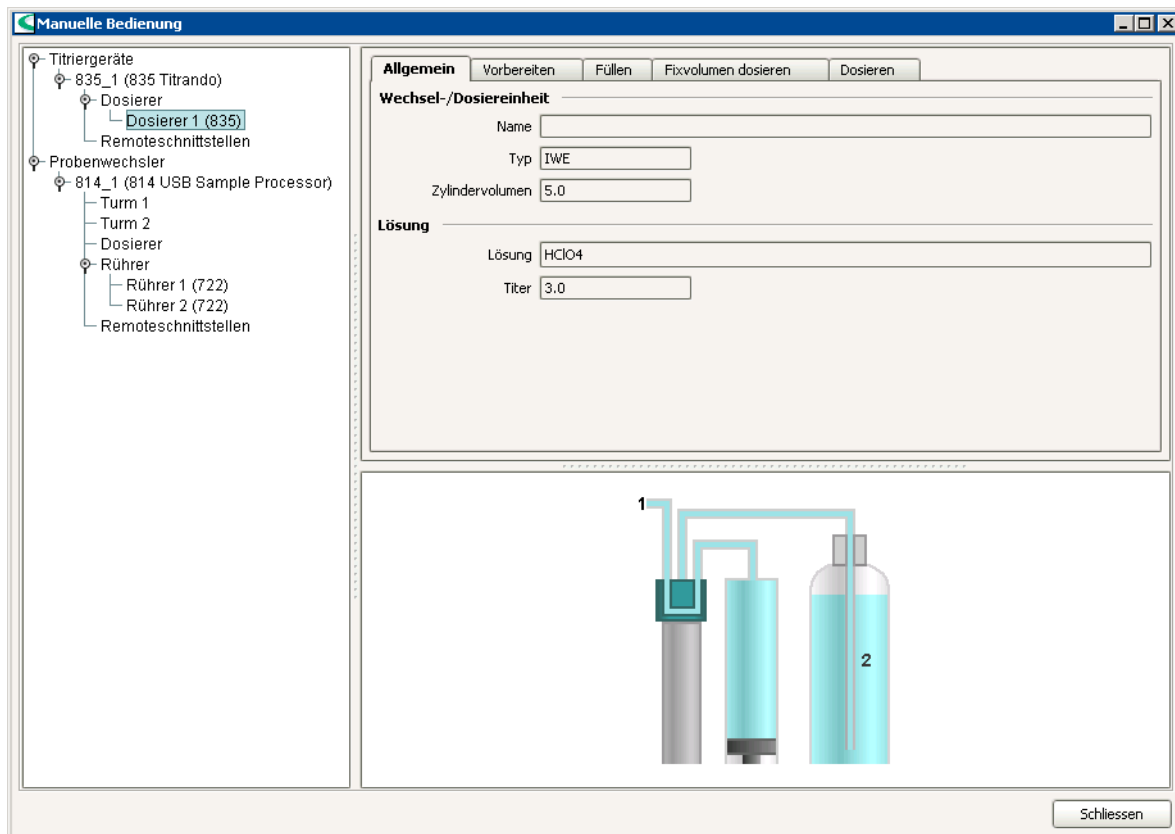 Manuelle Bedienung
Titriergeräte
835_1 (835 Titrando)
Dosierer
Dosierer 1 (835)
Remoteschnittstellen
Probenwechsler
814_1 (814 USB Sample Processor)
Turm 1
Turm 2
Dosierer
Rührer
Rührer 1 (722)
Rührer 2 (722)
Remoteschnittstellen
Allgemein Vorbereiten Füllen Fixvolumen dosieren Dosieren
Wechsel-/Dosiereinheit
Name
Typ IWE
Zylindervolumen 5.0
Lösung
Lösung HClO4
Titer 3.0
1
2
Schliessen